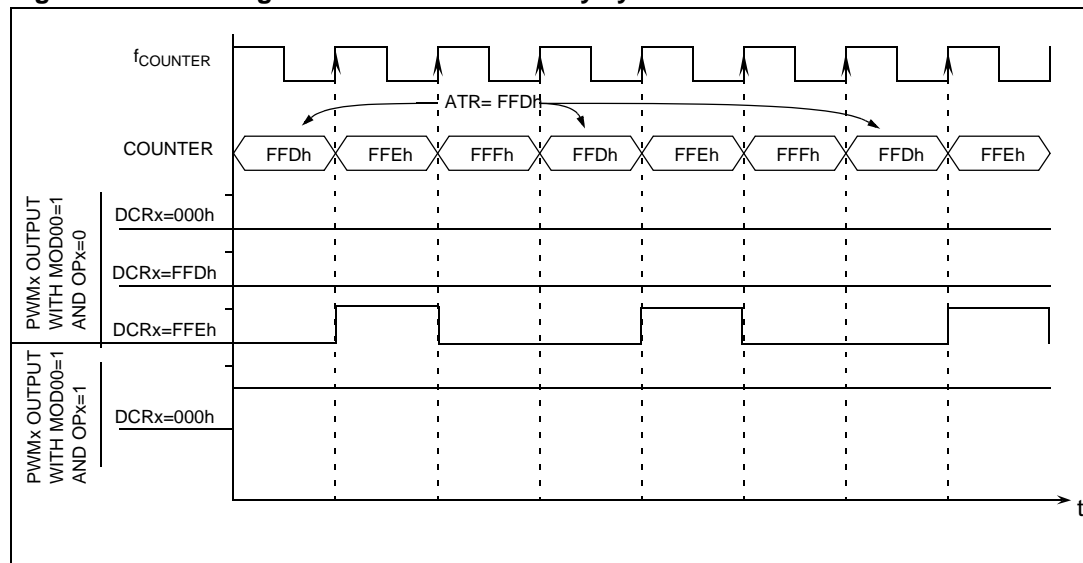 fCOUNTER
ATR= FFDh
COUNTER
FFDh
FFEh
FFFh
FFDh
FFEh
FFFh
FFDh
FFEh
PWMx OUTPUT
WITH MOD00=1
AND OPx=0
DCRx=000h
DCRx=FFDh
DCRx=FFEh
PWMx OUTPUT
WITH MOD00=1
AND OPx=1
DCRx=000h
t